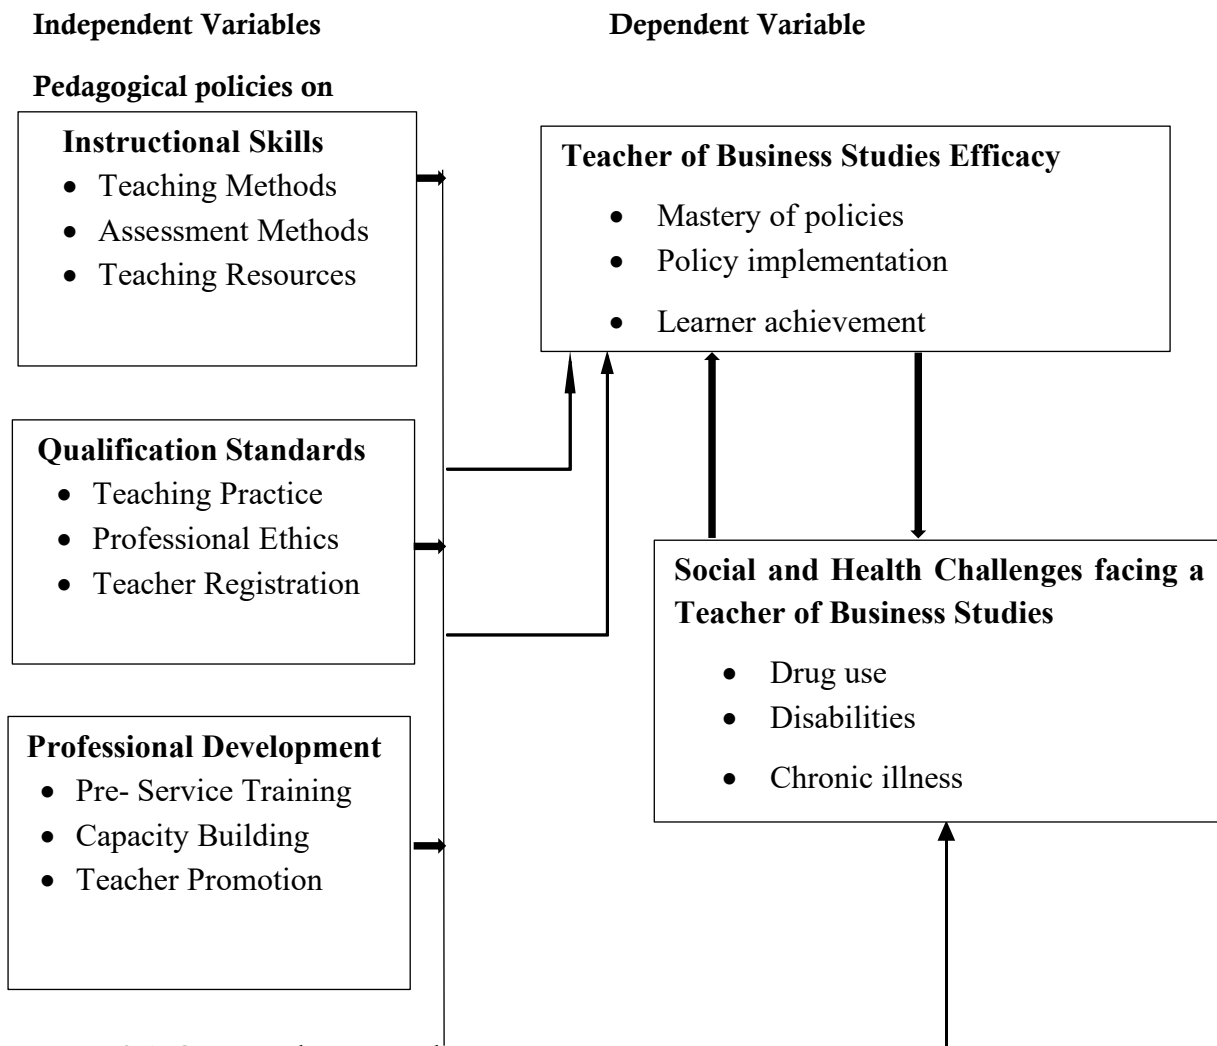 Independent Variables
Dependent Variable
Pedagogical policies on
Instructional Skills
• Teaching Methods
• Assessment Methods
• Teaching Resources
Teacher of Business Studies Efficacy
• Mastery of policies
• Policy implementation
• Learner achievement
Qualification Standards
• Teaching Practice
• Professional Ethics
• Teacher Registration
Social and Health Challenges facing a
Teacher of Business Studies
• Drug use
• Disabilities
• Chronic illness
Professional Development
• Pre- Service Training
• Capacity Building
• Teacher Promotion